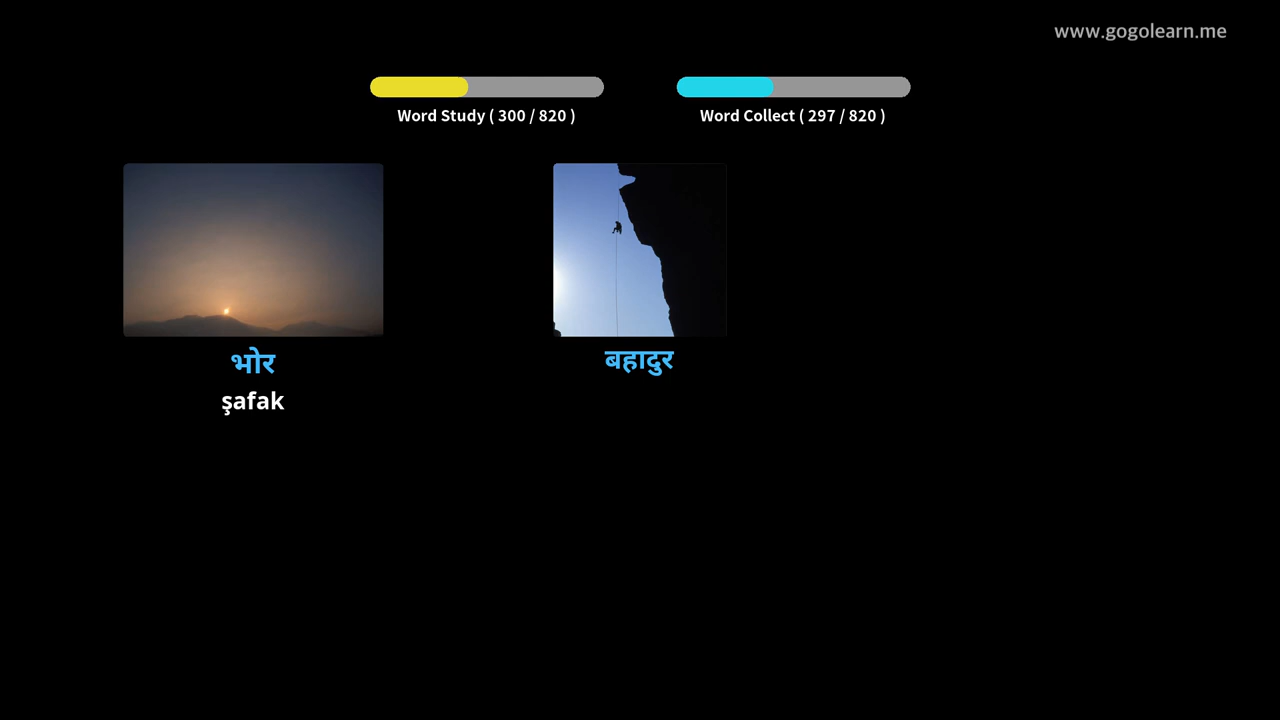 www.gogolearn.me
Word Study ( 300 / 820 )
Word Collect ( 297 / 820 )
भोर
şafak
बहादुर